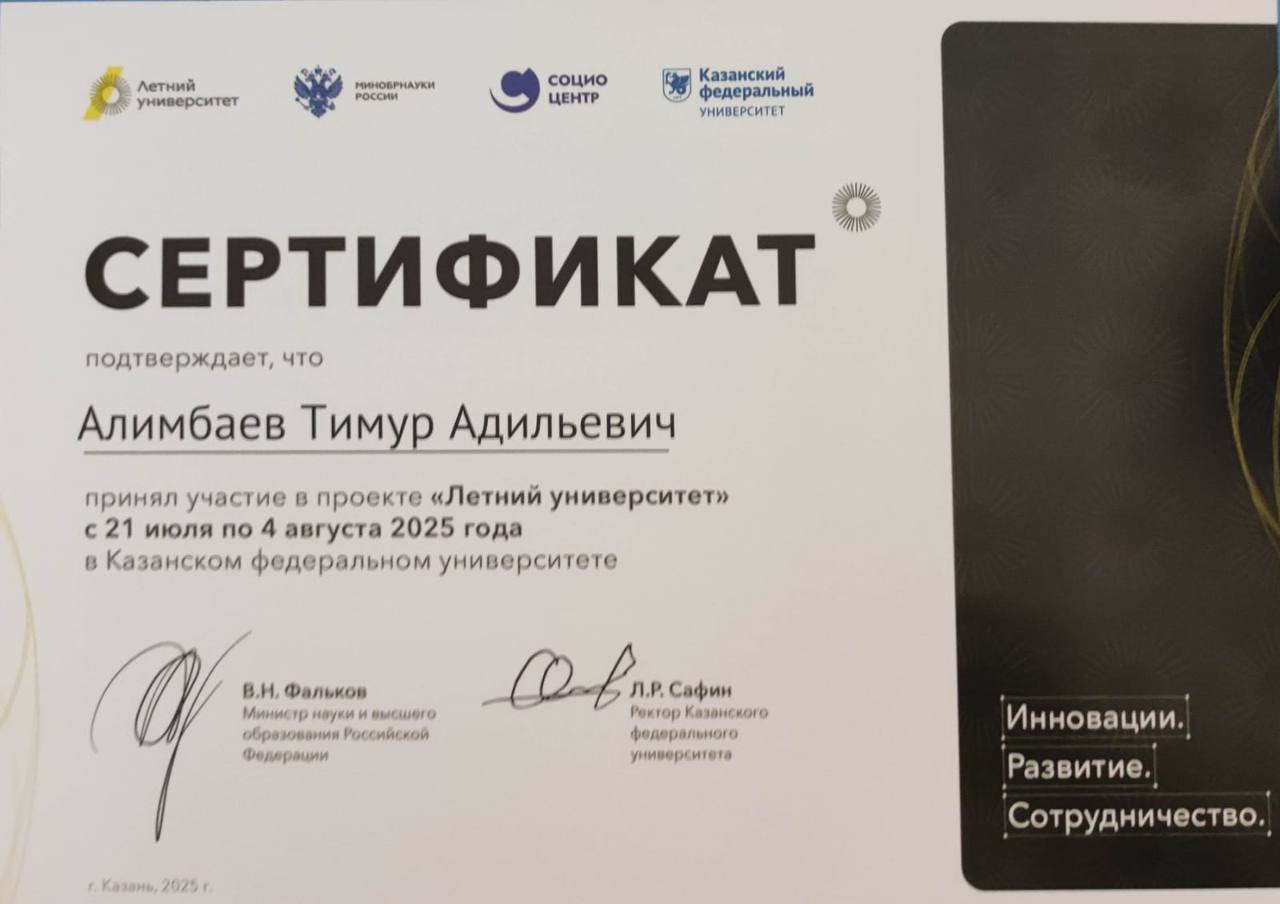 Летний
университет
МИНОБРНАУКИ
РОССИИ
СОЦИО
ЦЕНТР
Казанский
федеральный
УНИВЕРСИТЕТ
СЕРТИФИКАТ
подтверждает, что
Алимбаев Тимур Адильевич
принял участие в проекте «Летний университет»
с 21 июля по 4 августа 2025 года
в Казанском федеральном университете
В.Н. Фальков
Министр науки и высшего
образования Российской
Федерации
Л.Р. Сафин
Ректор Казанского
федерального
университета
г. Казань, 2025 г.
Инновации.
Развитие.
Сотрудничество.